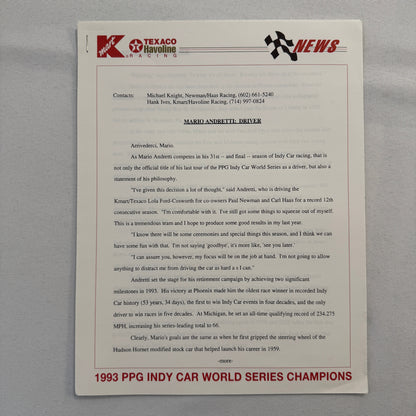 K mart TEXACO Havoline RACING NEWS
Contacts: Michael Knight, Newman/Haas Racing, (602) 661-5240
Hank Ives, Kmart/Havoline Racing, (714) 997-0824
MARIO ANDRETTI: DRIVER
Arrivederci, Mario.
As Mario Andretti competes in his 31st -- and final -- season of Indy Car racing, that is
not only the official title of his last tour of the PPG Indy Car World Series as a driver, but also a
statement of his philosophy.
"I've given this decision a lot of thought," said Andretti, who is driving the
Kmart/Texaco Lola Ford-Cosworth for co-owners Paul Newman and Carl Haas for a record 12th
consecutive season. "I'm comfortable with it. I've still got some things to squeeze out of myself.
This is a tremendous team and I hope to produce some good results in my last year.
"I know there will be some ceremonies and special things this season, and I think we can
have some fun with that. I'm not saying 'goodbye', it's more like, 'see you later.'
"I can assure you, however, my focus will be on the job at hand. I'm not going to allow
anything to distract me from driving the car as hard a s I can."
Andretti set the stage for his retirement campaign by achieving two significant
milestones in 1993. His victory at Phoenix made him the oldest race winner in recorded Indy
Car history (53 years, 34 days), the first to win Indy Car events in four decades, and the only
driver to win races in five decades. At Michigan, he set an all-time qualifying record of 234.275
MPH, increasing his series-leading total to 66.
Clearly, Mario's goals are the same as when he first gripped the steering wheel of the
Hudson Hornet modified stock car that helped launch his career in 1959.
-more-
1993 PPG INDY CAR WORLD SERIES CHAMPIONS